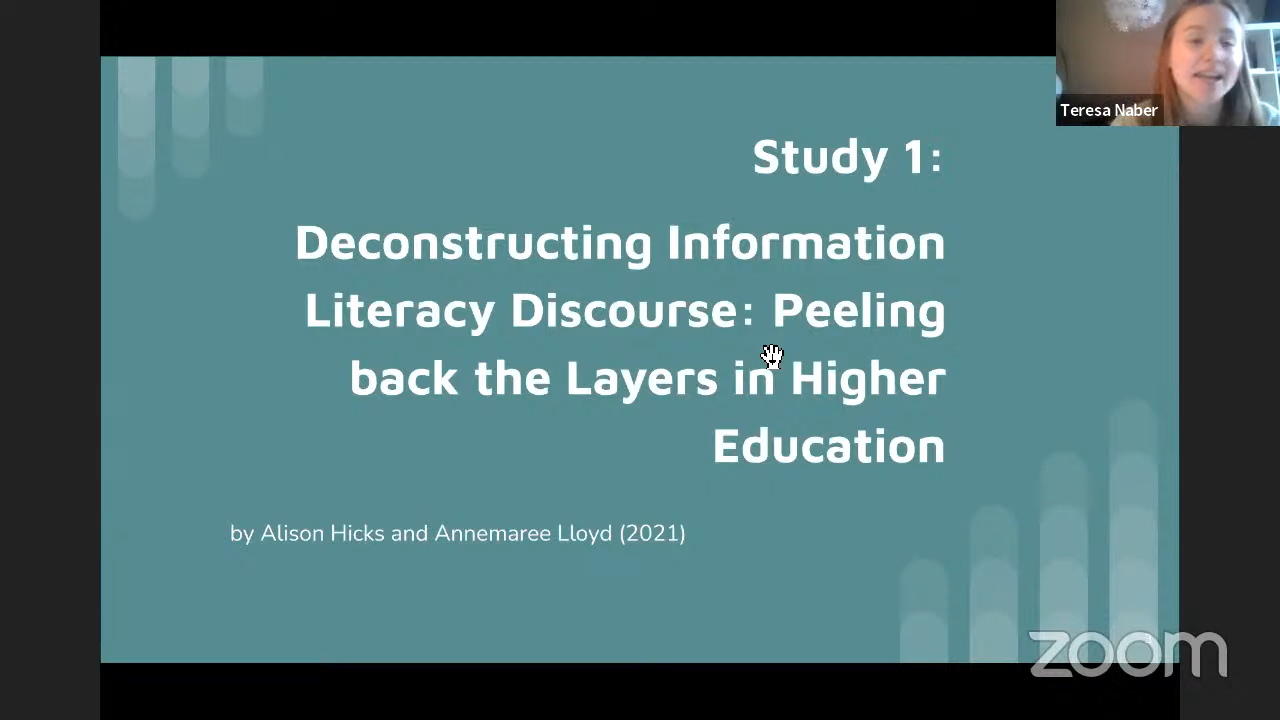 Teresa Naber
Study 1:
Deconstructing Information
Literacy Discourse: Peeling
back the Layers in Higher
Education
by Alison Hicks and Annemaree Lloyd (2021)
zoom